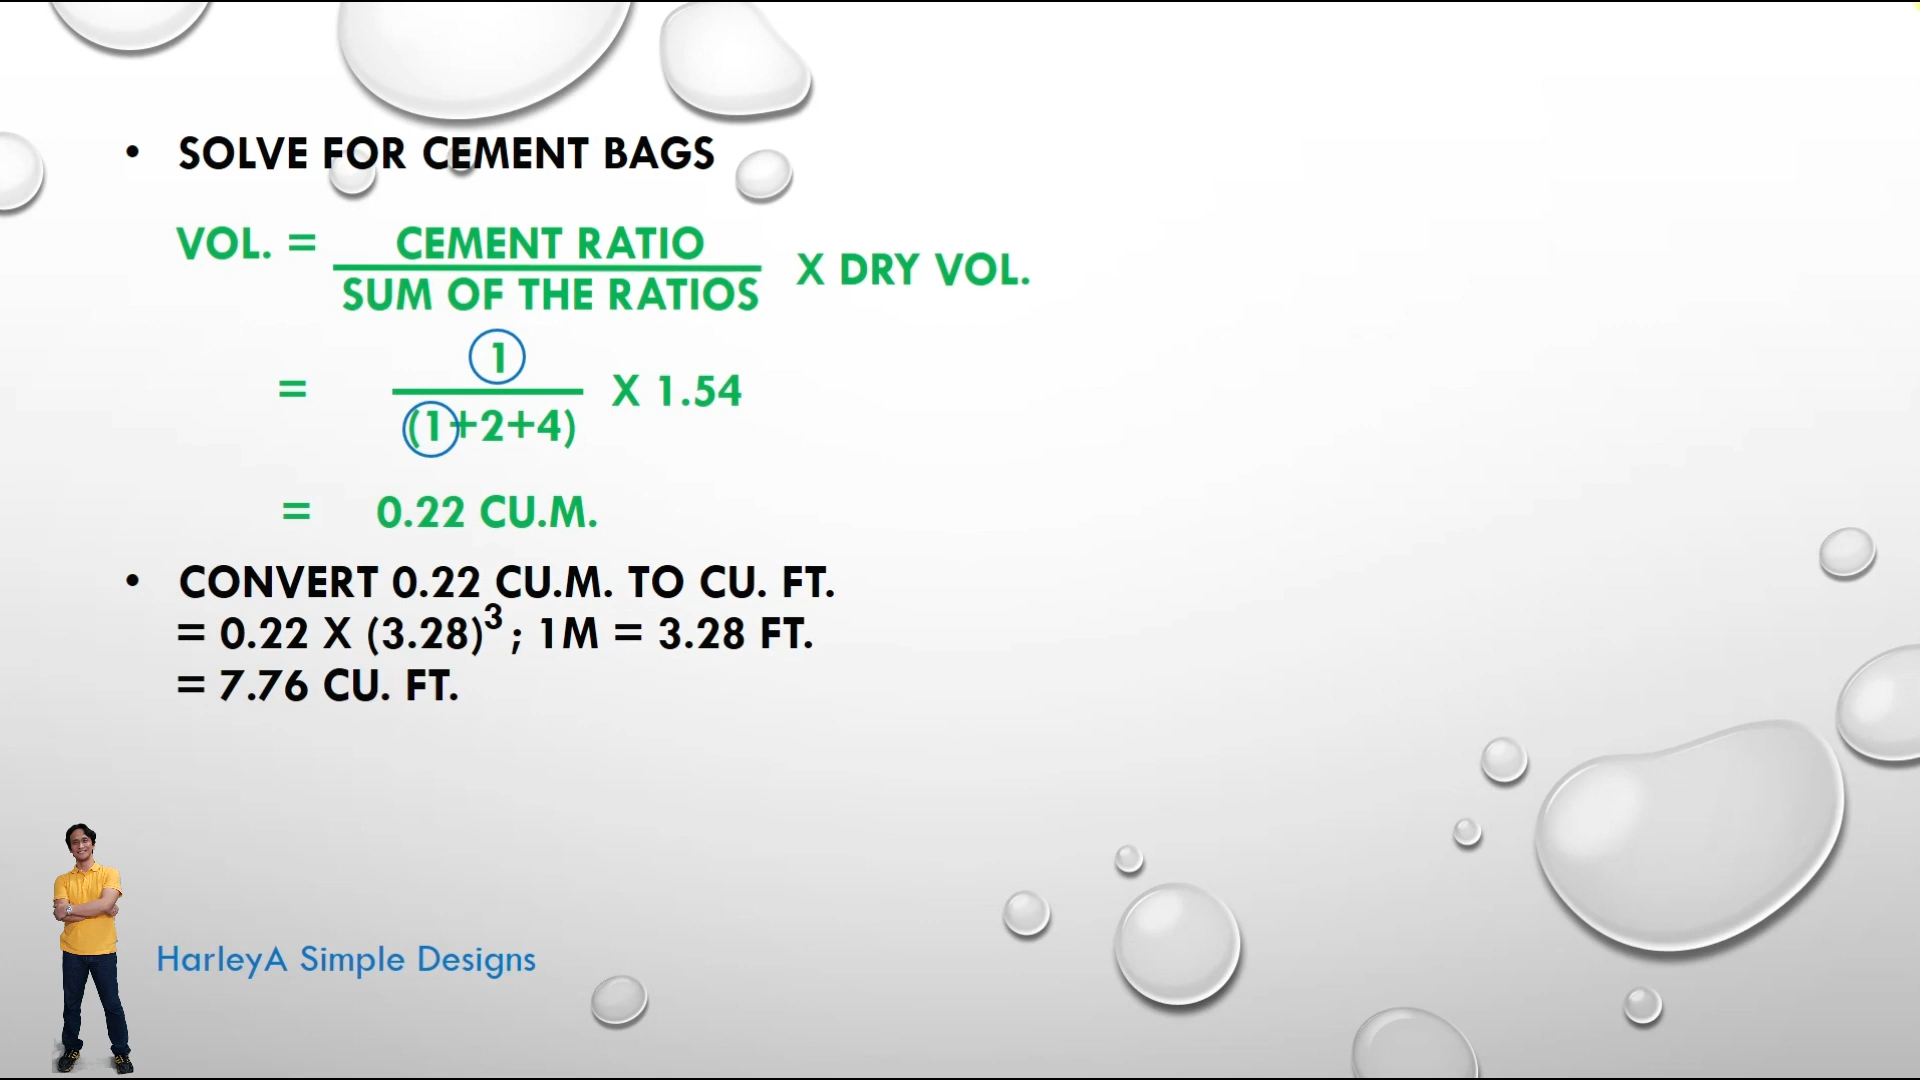 • SOLVE FOR CEMENT BAGS
VOL. = CEMENT RATIO
SUM OF THE RATIOS X DRY VOL.
1
= (1+2+4) X 1.54
= 0.22 CU.M.
• CONVERT 0.22 CU.M. TO CU. FT.
= 0.22 X (3.28)³ ; 1M = 3.28 FT.
= 7.76 CU. FT.
HarleyA Simple Designs